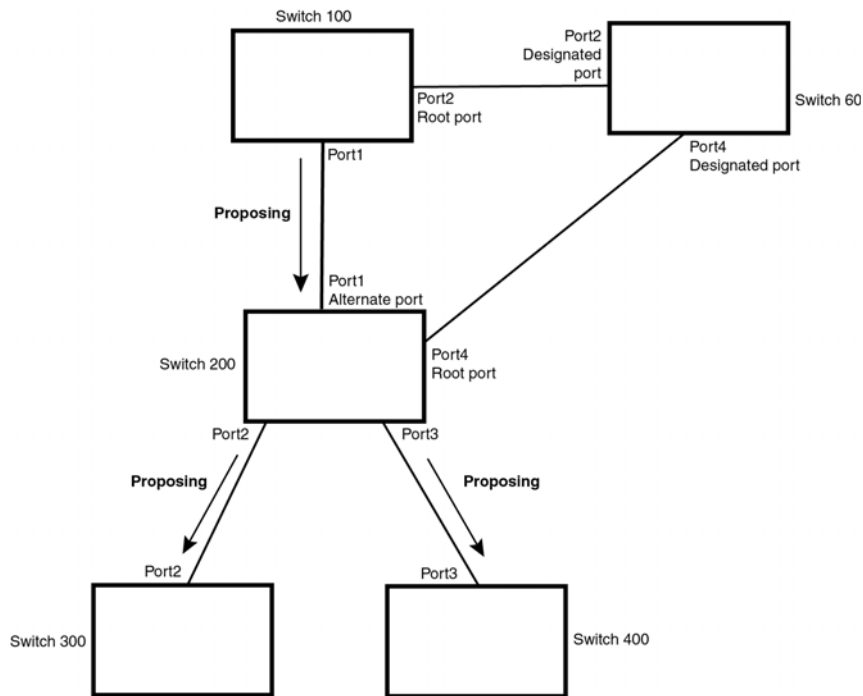 Switch 100
Port2
Designated
port
Switch 60
Port2
Root port
Port1
Port4
Designated port
Proposing
Port1
Alternate port
Switch 200
Port4
Root port
Port2
Port3
Proposing
Proposing
Port2
Port3
Switch 300
Switch 400